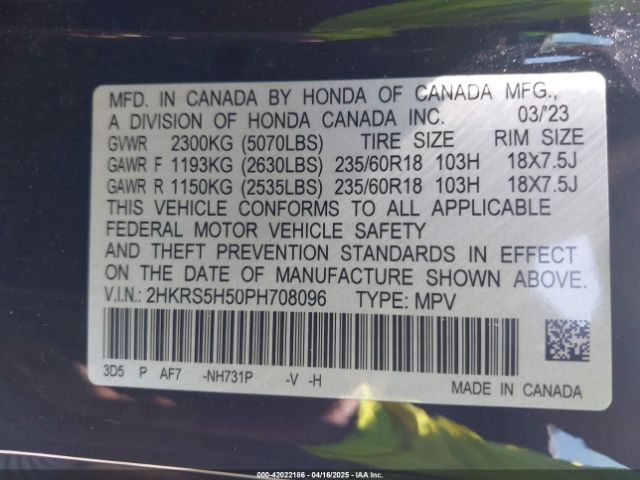 MFD. IN CANADA BY HONDA OF CANADA MFG.,
A DIVISION OF HONDA CANADA INC. 03/'23
GVWR 2300KG (5070LBS) TIRE SIZE RIM SIZE
GAWR F 1193KG (2630LBS) 235/60R18 103H 18X7.5J
GAWR R 1150KG (2535LBS) 235/60R18 103H 18X7.5J
THIS VEHICLE CONFORMS TO ALL APPLICABLE
FEDERAL MOTOR VEHICLE SAFETY
AND THEFT PREVENTION STANDARDS IN EFFECT
ON THE DATE OF MANUFACTURE SHOWN ABOVE.
V.I.N.: 2HKRS5H50PH708096 TYPE: MPV
3D5 P AF7 -NH731P -V -H
MADE IN CANADA
000-42022186 - 04/16/2025 - IAA Inc.